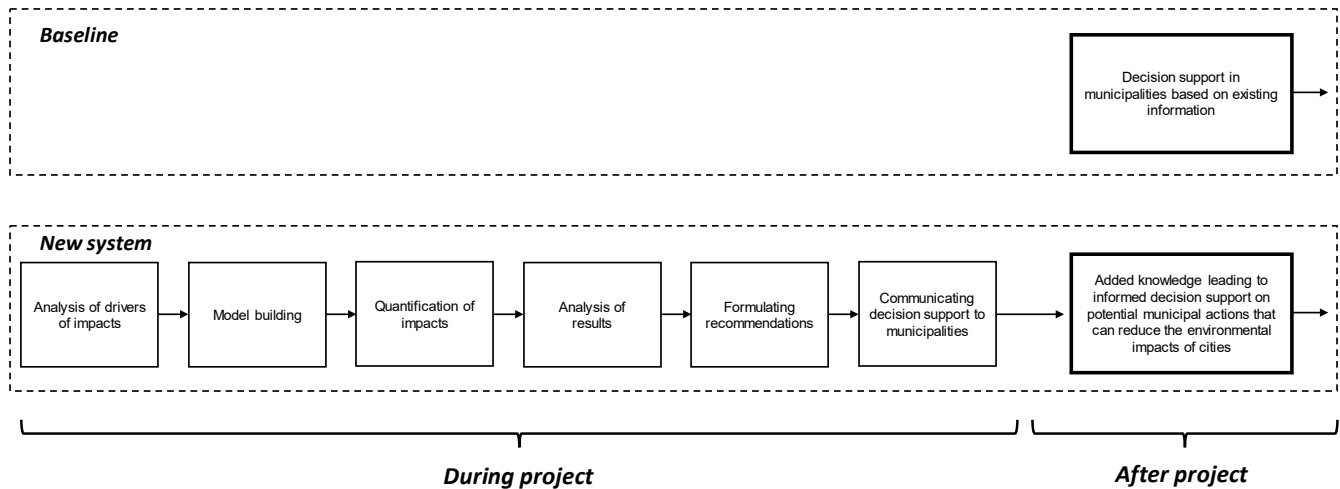 Baseline
Decision support in
municipalities based on existing
information
New system
Analysis of drivers
of impacts
Model building
Quantification of
impacts
Analysis of
results
Formulating
recommendations
Communicating
decision support to
municipalities
Added knowledge leading to
informed decision support on
potential municipal actions that
can reduce the environmental
impacts of cities
During project
After project